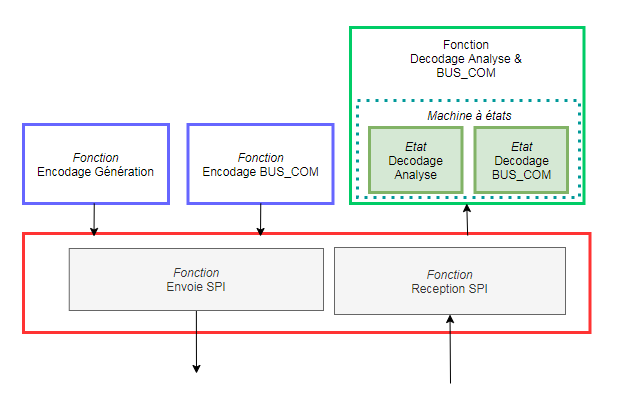 Fonction
Decodage Analyse &
BUS_COM
Machine à états
Etat
Decodage
Analyse
Etat
Decodage
BUS_COM
Fonction
Encodage Génération
Fonction
Encodage BUS_COM
Fonction
Envoie SPI
Fonction
Reception SPI